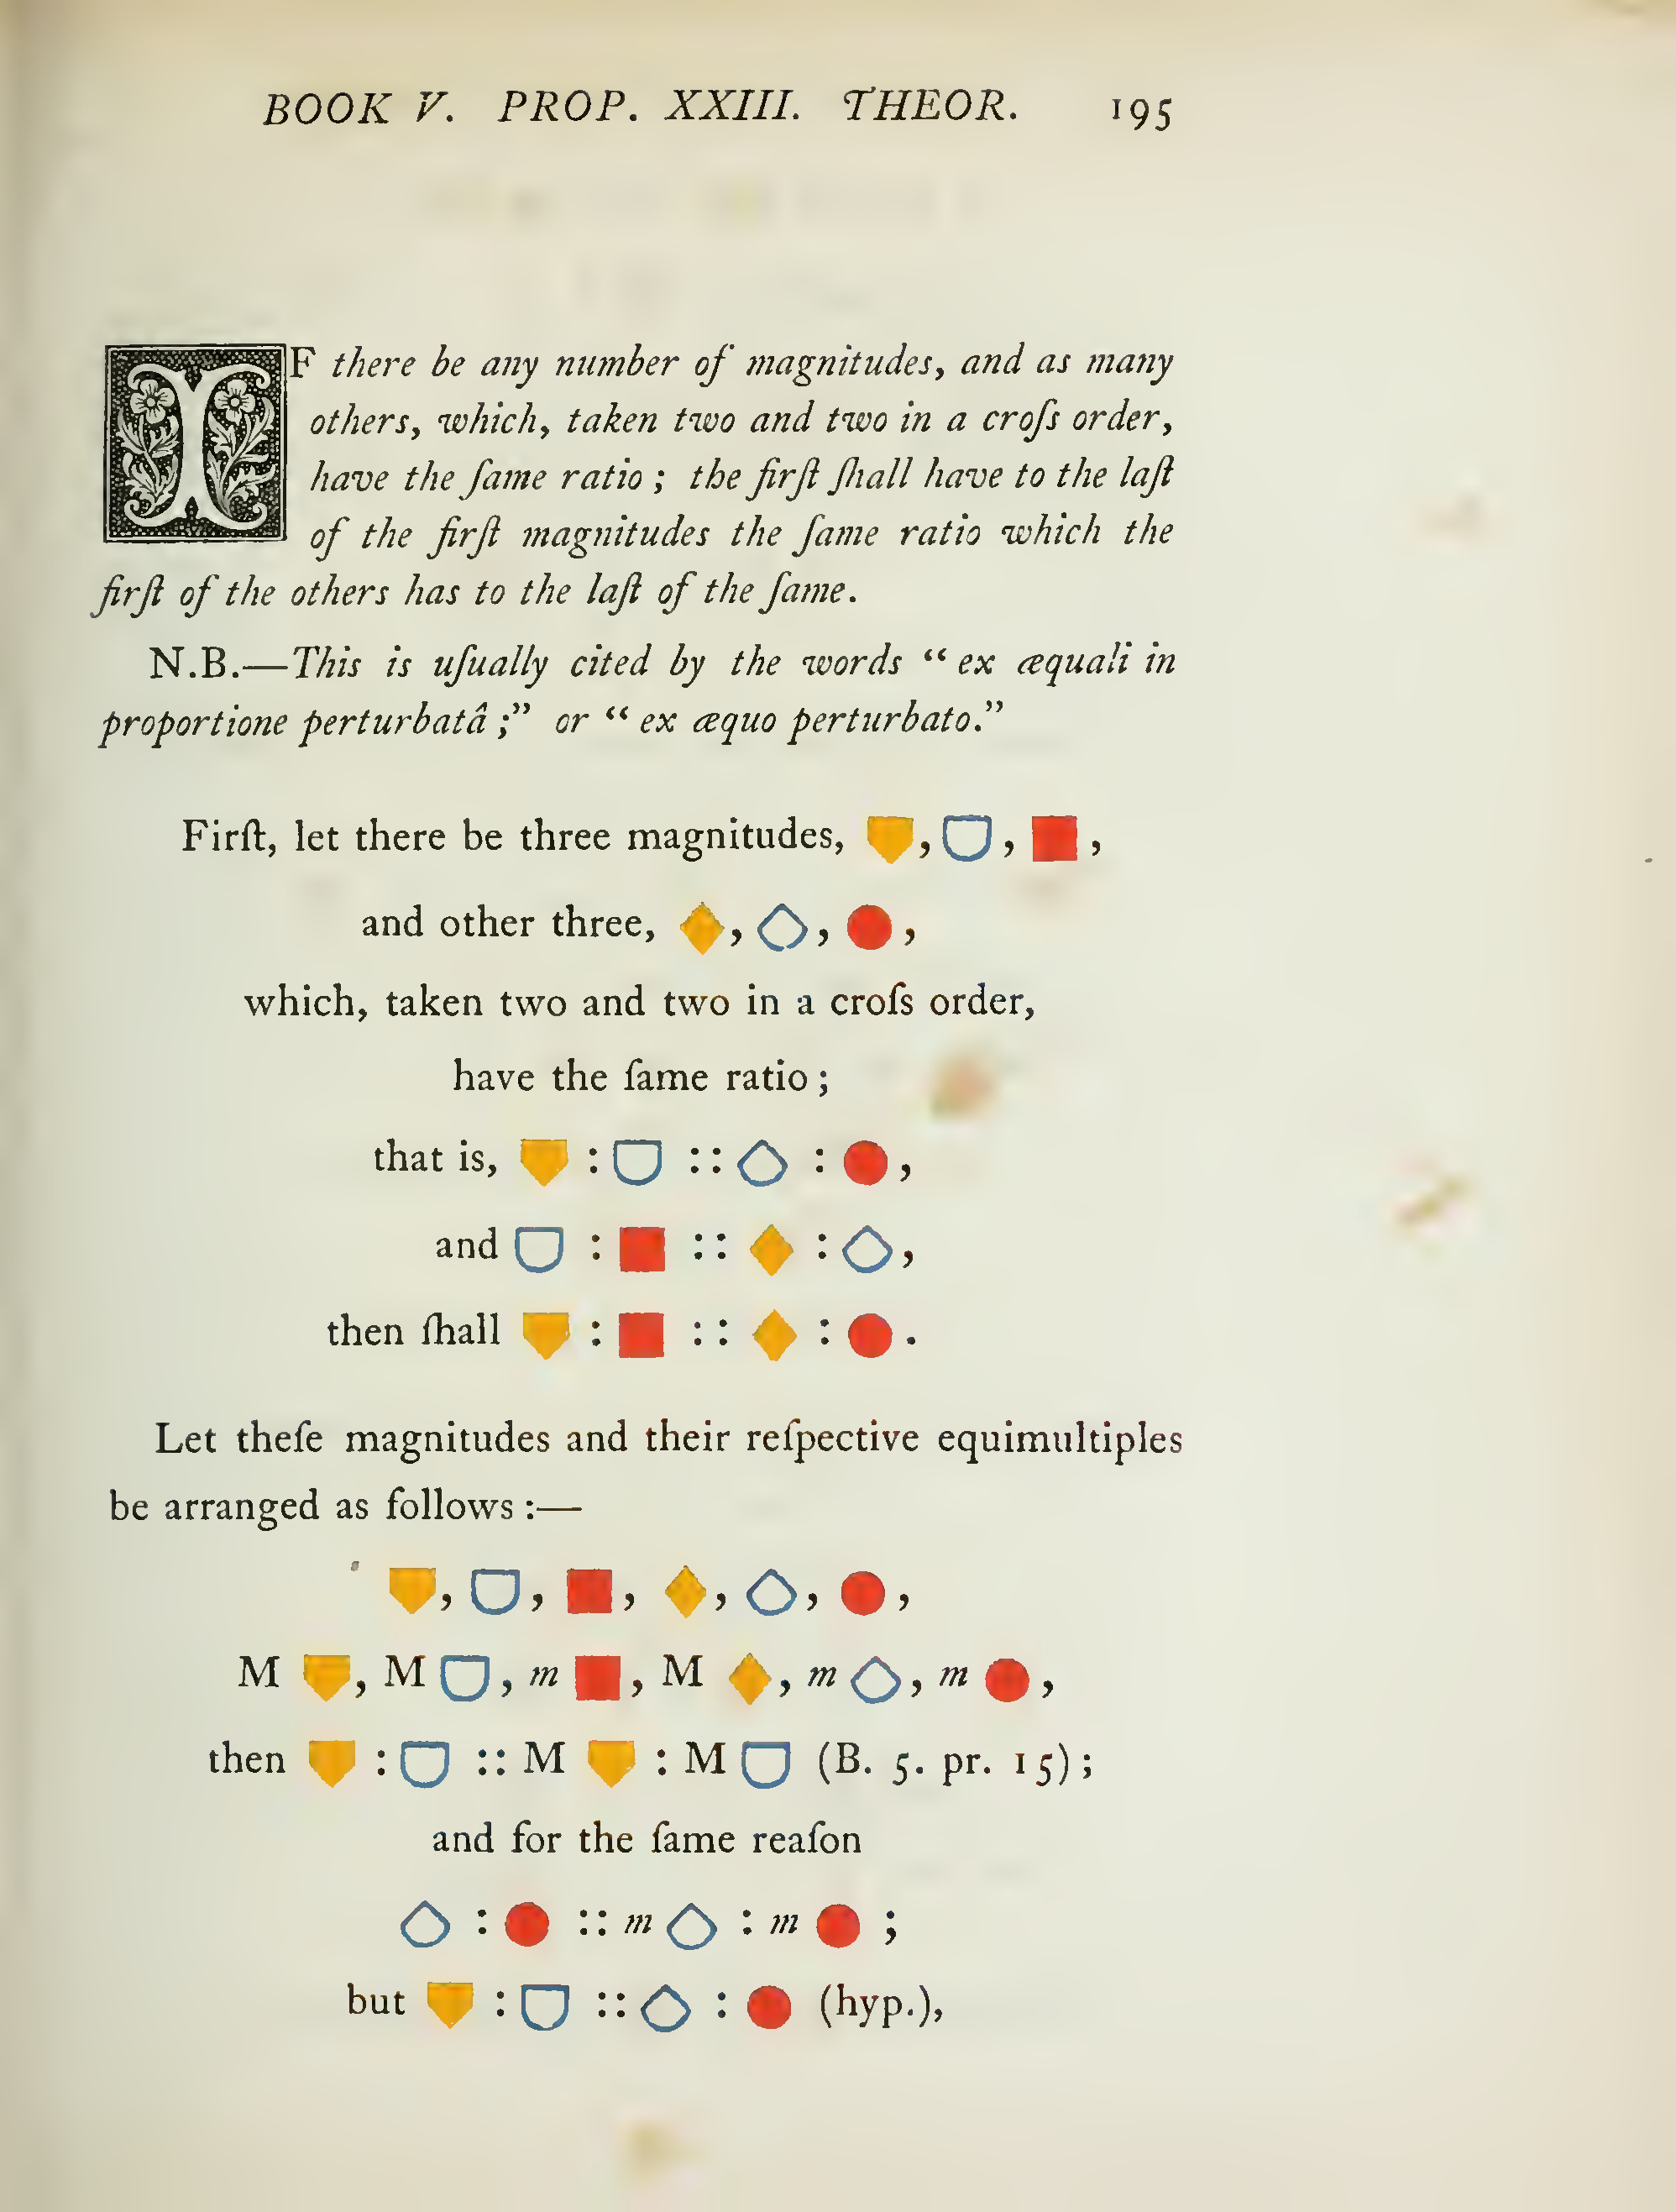 BOOK V. PROP. XXIII. THEOR. 195
IF there be any number of magnitudes, and as many
others, which, taken two and two in a croſs order,
have the ſame ratio ; the firſt ſhall have to the laſt
of the firſt magnitudes the ſame ratio which the
firſt of the others has to the laſt of the ſame.
N.B.—This is uſually cited by the words “ ex æquali in
proportione perturbatâ ;” or “ ex æquo perturbato.”
Firſt, let there be three magnitudes, , , ,
and other three, , , ,
which, taken two and two in a croſs order,
have the ſame ratio ;
that is, : :: : ,
and : :: : ,
then ſhall : :: : .
Let theſe magnitudes and their reſpective equimultiples
be arranged as follows :—
, , , , , ,
M , M , m , M , m , m ,
then : :: M : M (B. 5. pr. 15) ;
and for the ſame reaſon
: :: m : m ;
but : :: : (hyp.),